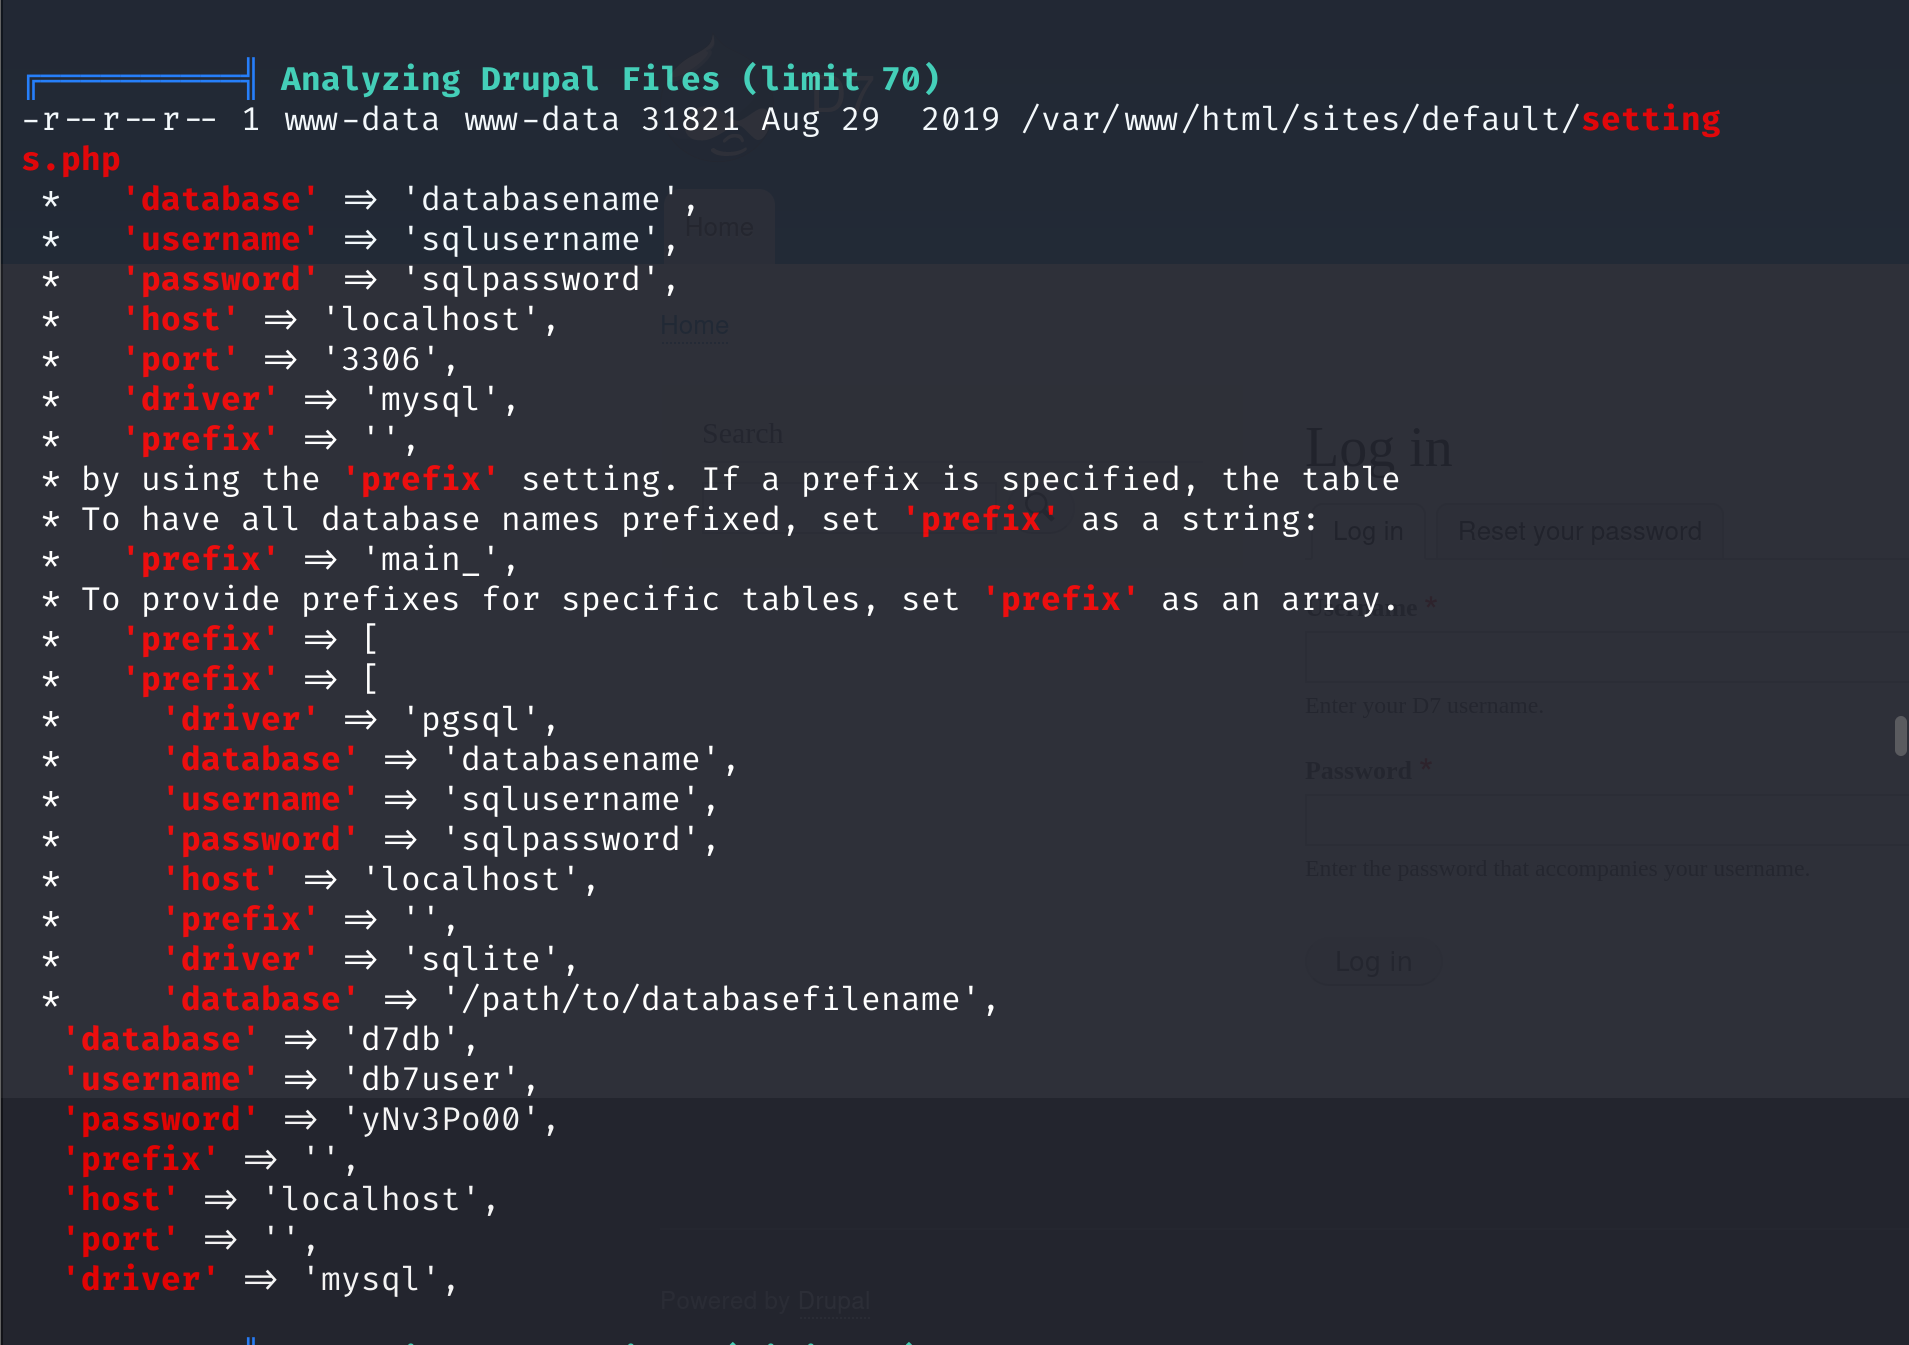 Analyzing Drupal Files (limit 70)
-r--r--r-- 1 www-data www-data 31821 Aug 29  2019 /var/www/html/sites/default/setting
s.php
 *   'database' => 'databasename',
 *   'username' => 'sqlusername',
 *   'password' => 'sqlpassword',
 *   'host' => 'localhost',
 *   'port' => '3306',
 *   'driver' => 'mysql',
 *   'prefix' => '',
 * by using the 'prefix' setting. If a prefix is specified, the table
 * To have all database names prefixed, set 'prefix' as a string:
 *   'prefix' => 'main_',
 * To provide prefixes for specific tables, set 'prefix' as an array.
 *   'prefix' => [
 *   'prefix' => [
 *     'driver' => 'pgsql',
 *     'database' => 'databasename',
 *     'username' => 'sqlusername',
 *     'password' => 'sqlpassword',
 *     'host' => 'localhost',
 *     'prefix' => '',
 *     'driver' => 'sqlite',
 *     'database' => '/path/to/databasefilename',
  'database' => 'd7db',
  'username' => 'db7user',
  'password' => 'yNv3Po00',
  'prefix' => '',
  'host' => 'localhost',
  'port' => '',
  'driver' => 'mysql',
D7
Home
Home
Search
Log in
Log in
Reset your password
Enter your D7 username.
Password *
Enter the password that accompanies your username.
Log in
Powered by Drupal